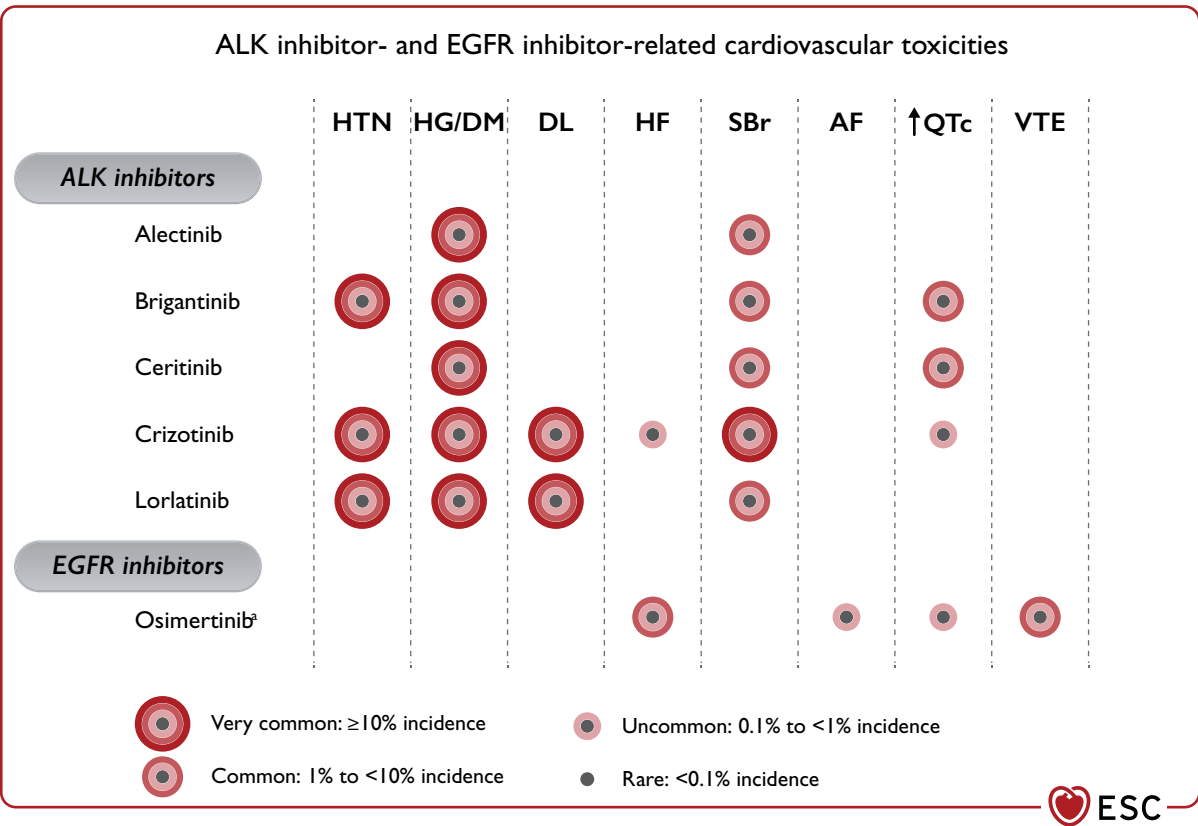 ALK inhibitor- and EGFR inhibitor-related cardiovascular toxicities
HTN HG/DM DL HF SBr AF ↑QTc VTE
ALK inhibitors
Alectinib
Brigantinib
Ceritinib
Crizotinib
Lorlatinib
EGFR inhibitors
Osimertinibᵃ
Very common: ≥10% incidence
Uncommon: 0.1% to <1% incidence
Common: 1% to <10% incidence
Rare: <0.1% incidence
ESC